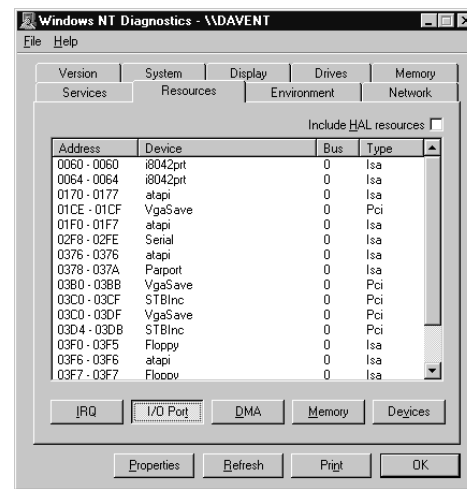 Windows NT Diagnostics - \\DAVENT
File Help
Version System Display Drives Memory
Services Resources Environment Network
Include HAL resources
Address Device Bus Type
0060 - 0060 i8042prt 0 Isa
0064 - 0064 i8042prt 0 Isa
0170 - 0177 atapi 0 Isa
01CE - 01CF VgaSave 0 Pci
01F0 - 01F7 atapi 0 Isa
02F8 - 02FE Serial 0 Isa
0376 - 0376 atapi 0 Isa
0378 - 037A Parport 0 Isa
03B0 - 03BB VgaSave 0 Pci
03C0 - 03CF STBInc 0 Pci
03C0 - 03DF VgaSave 0 Pci
03D4 - 03DB STBInc 0 Pci
03F0 - 03F5 Floppy 0 Isa
03F6 - 03F6 atapi 0 Isa
03F7 - 03F7 Floppy 0 Isa
IRQ I/O Port DMA Memory Devices
Properties Refresh Print OK